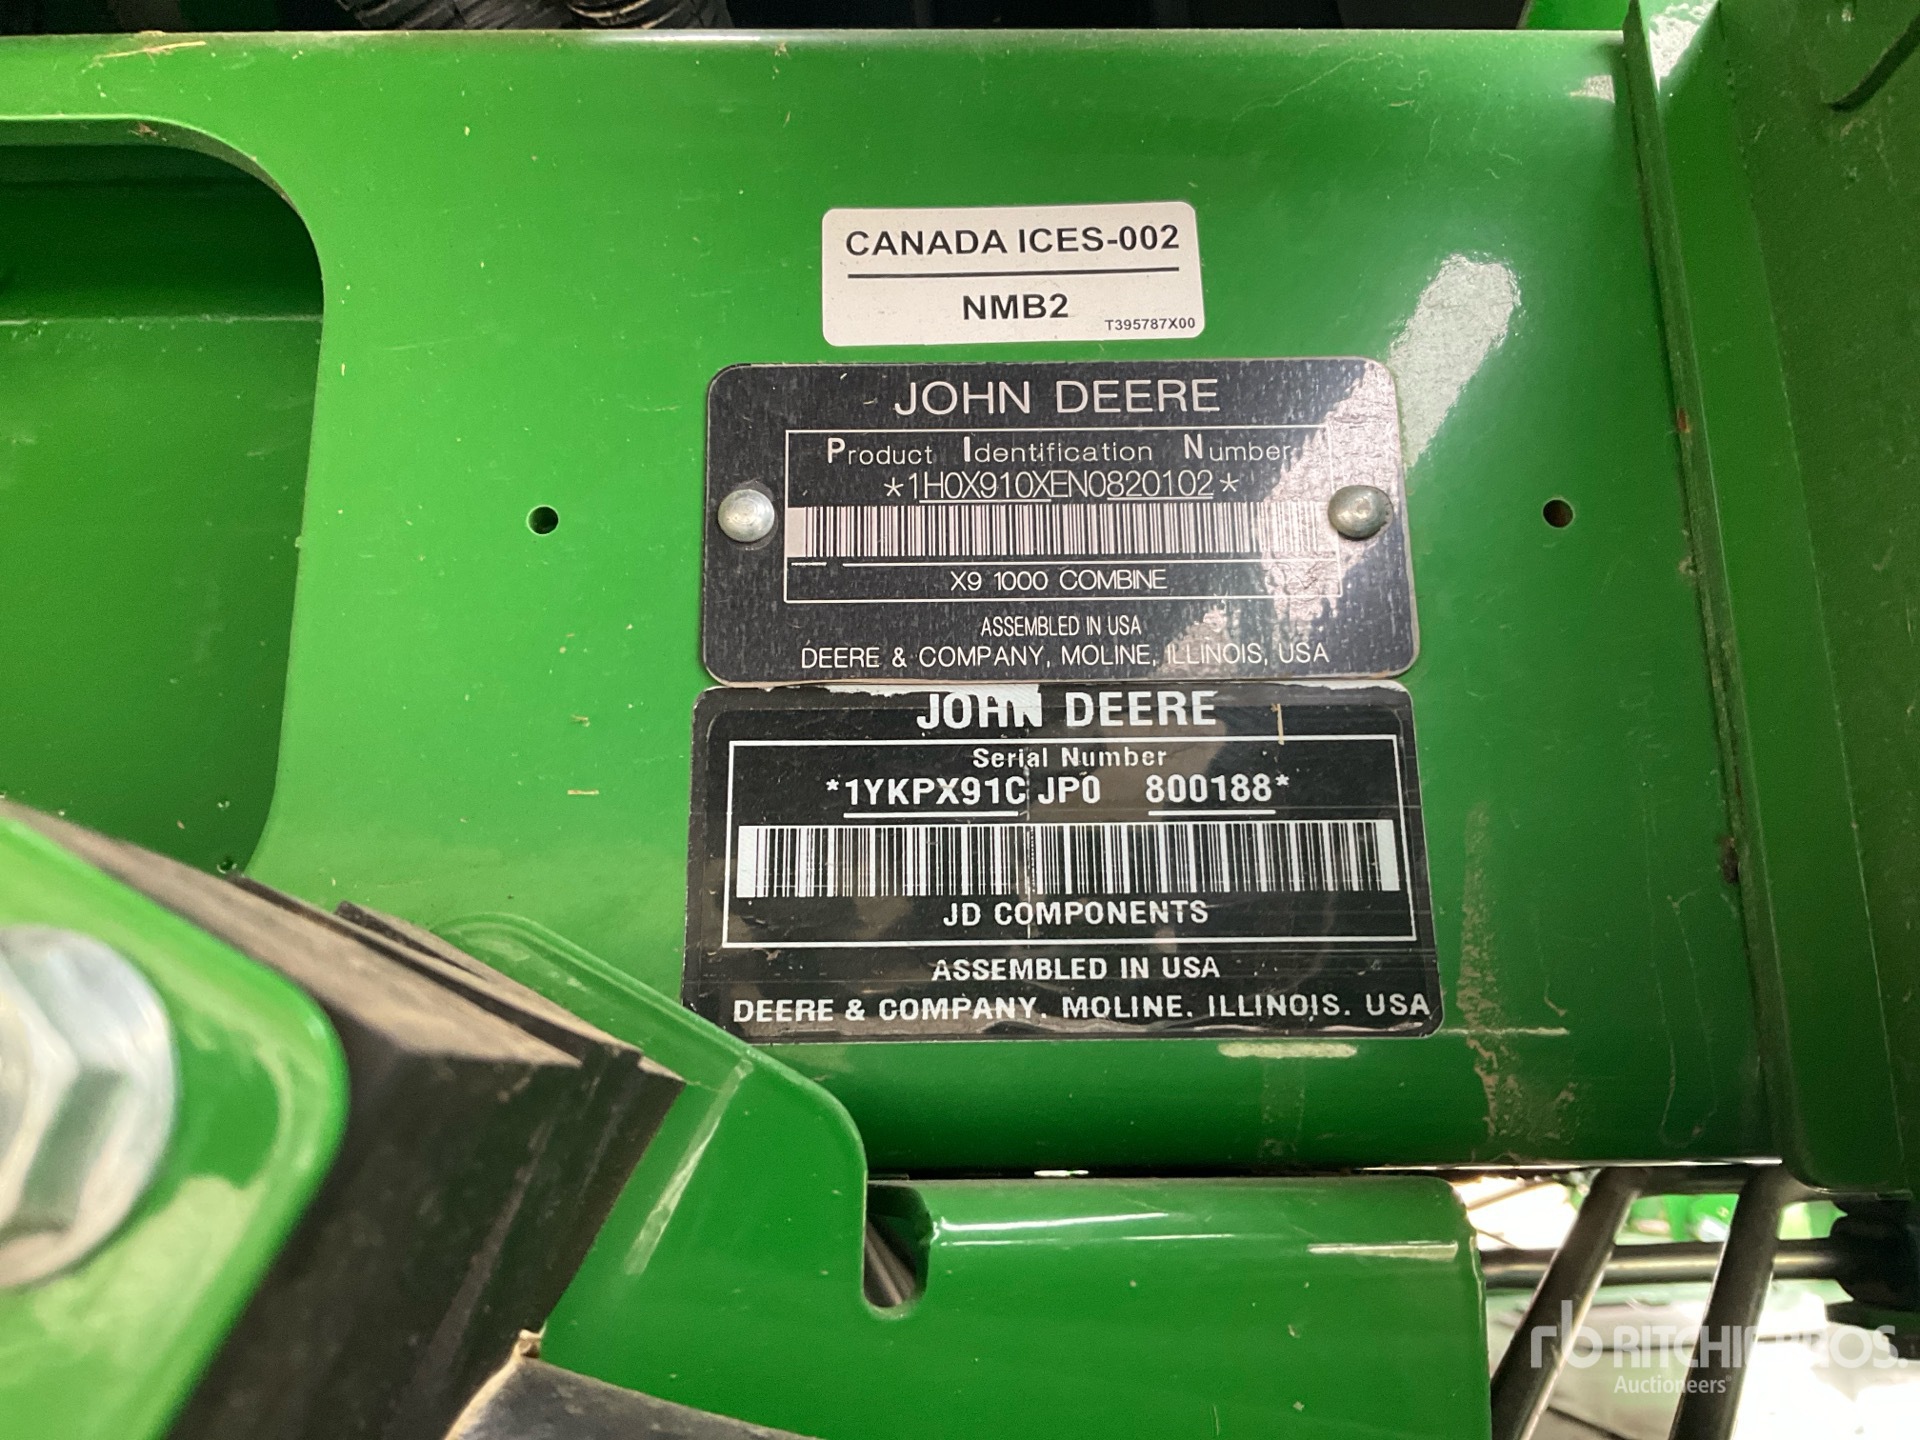 CANADA ICES-002
NMB2
T395787X00
JOHN DEERE
Product Identification Number
*1H0X910XEN0820102*
X9 1000 COMBINE
ASSEMBLED IN USA
DEERE & COMPANY, MOLINE, ILLINOIS, USA
JOHN DEERE
Serial Number
*1YKPX91C JP0 800188*
JD COMPONENTS
ASSEMBLED IN USA
DEERE & COMPANY. MOLINE. ILLINOIS. USA
rb RITCHIE BROS.
Auctioneers